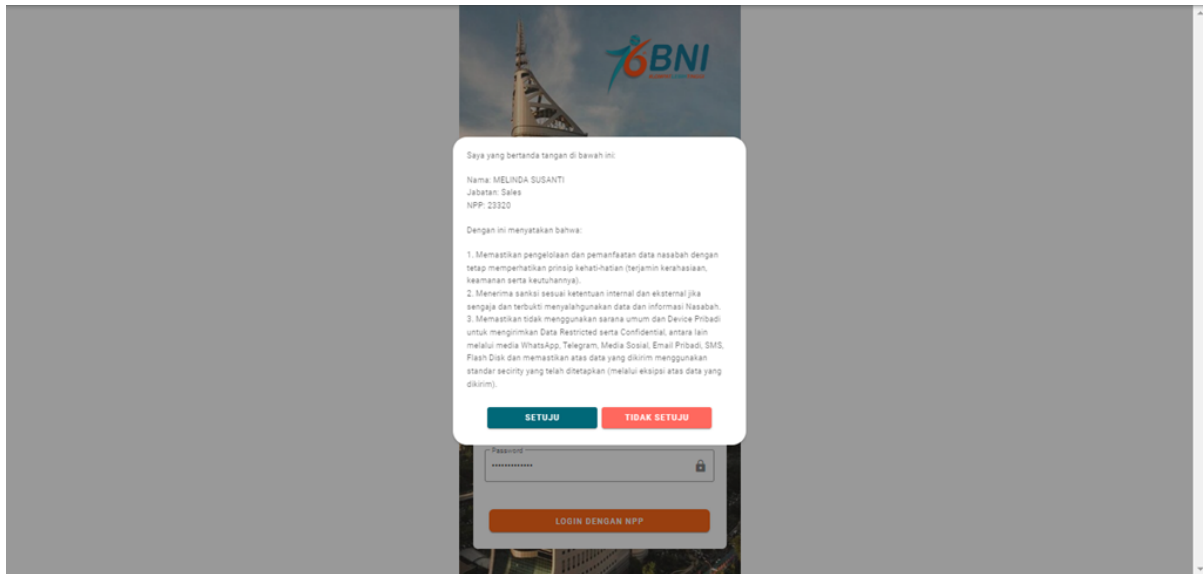 76 BNI
Saya yang bertanda tangan di bawah ini:
Nama: MELINDA SUSANTI
Jabatan: Sales
NPP: 23320
Dengan ini menyatakan bahwa:
1. Memastikan pengelolaan dan pemanfaatan data nasabah dengan
tetap memperhatikan prinsip kehati-hatian (terjamin kerahasiaan,
keamanan serta keutuhannya).
2. Menerima sanksi sesuai ketentuan internal dan eksternal jika
sengaja dan terbukti menyalahgunakan data dan informasi Nasabah.
3. Memastikan tidak menggunakan sarana umum dan Device Pribadi
untuk mengirimkan Data Restricted serta Confidential, antara lain
melalui media WhatsApp, Telegram, Media Sosial, Email Pribadi, SMS,
Flash Disk dan memastikan atas data yang dikirim menggunakan
standar secirity yang telah ditetapkan (melalui eksipsi atas data yang
dikirim).
SETUJU
TIDAK SETUJU
Password
LOGIN DENGAN NPP